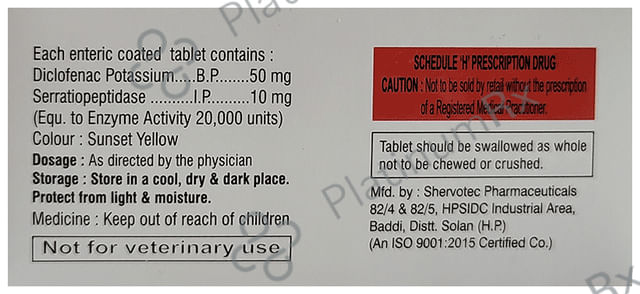 Each enteric coated tablet contains :
Diclofenac Potassium....B.P.......50 mg
Serratiopeptidase ..........I.P.........10 mg
(Equ. to Enzyme Activity 20,000 units)
Colour : Sunset Yellow
Dosage : As directed by the physician
Storage : Store in a cool, dry & dark place.
Protect from light & moisture.
Medicine : Keep out of reach of children
Not for veterinary use
SCHEDULE 'H' PRESCRIPTION DRUG
CAUTION : Not to be sold by retail without the prescription
of a Registered Medical Practitioner.
Tablet should be swallowed as whole
not to be chewed or crushed.
Mfd. by : Shervotec Pharmaceuticals
82/4 & 82/5, HPSIDC Industrial Area,
Baddi, Distt. Solan (H.P.)
(An ISO 9001:2015 Certified Co.)
PlatinumRx